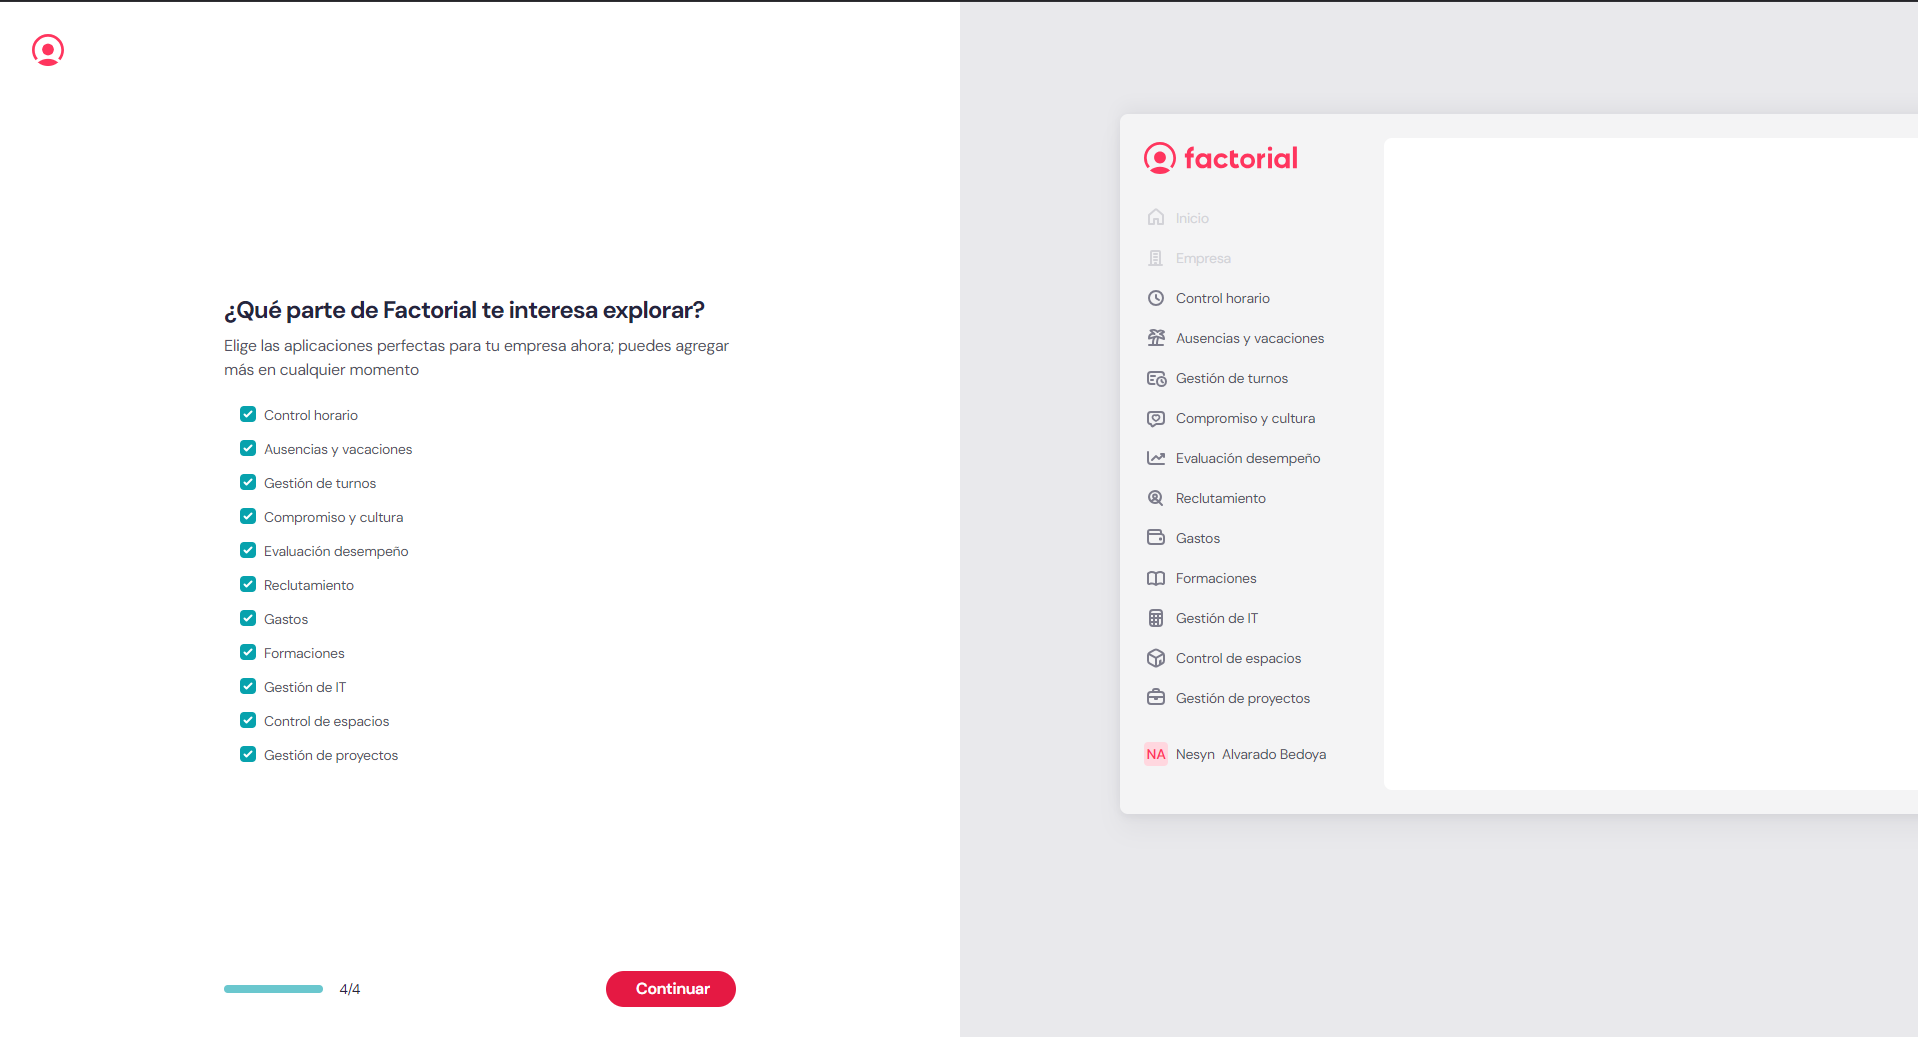 ¿Qué parte de Factorial te interesa explorar?
Elige las aplicaciones perfectas para tu empresa ahora; puedes agregar
más en cualquier momento
Control horario
Ausencias y vacaciones
Gestión de turnos
Compromiso y cultura
Evaluación desempeño
Reclutamiento
Gastos
Formaciones
Gestión de IT
Control de espacios
Gestión de proyectos
4/4
Continuar
factorial
Inicio
Empresa
Control horario
Ausencias y vacaciones
Gestión de turnos
Compromiso y cultura
Evaluación desempeño
Reclutamiento
Gastos
Formaciones
Gestión de IT
Control de espacios
Gestión de proyectos
NA Nesyn Alvarado Bedoya